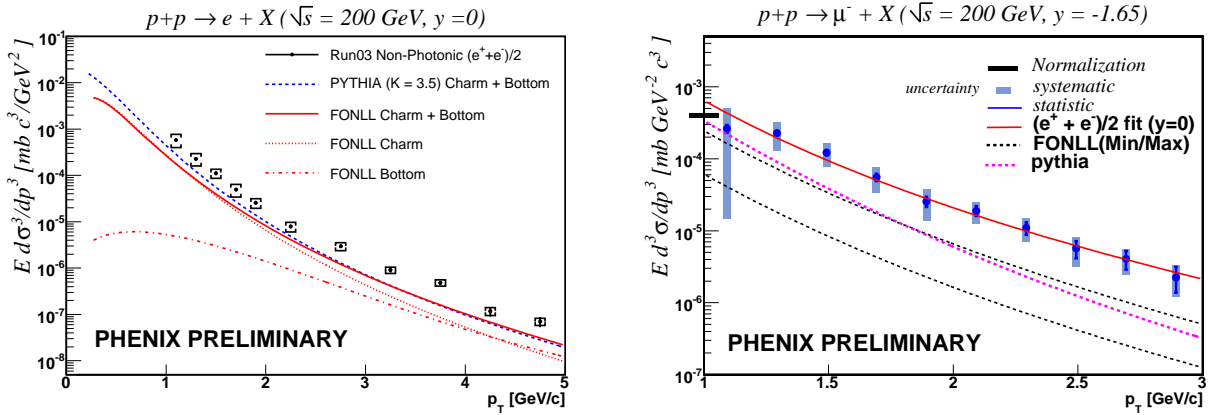 p+p → e + X (√s = 200 GeV, y =0)
E dσ³/dp³ [mb c³/GeV²]
Run03 Non-Photonic (e⁺+e⁻)/2
PYTHIA (K = 3.5) Charm + Bottom
FONLL Charm + Bottom
FONLL Charm
FONLL Bottom
10⁻¹
10⁻²
10⁻³
10⁻⁴
10⁻⁵
10⁻⁶
10⁻⁷
10⁻⁸
PHENIX PRELIMINARY
0 1 2 3 4 5
p_T [GeV/c]
p+p → μ⁻ + X (√s = 200 GeV, y = -1.65)
E d³σ/dp³ [mb GeV⁻² c³]
Normalization
uncertainty systematic
statistic
(e⁺ + e⁻)/2 fit (y=0)
FONLL(Min/Max)
pythia
10⁻³
10⁻⁴
10⁻⁵
10⁻⁶
10⁻⁷
PHENIX PRELIMINARY
1 1.5 2 2.5 3
p_T [GeV/c]